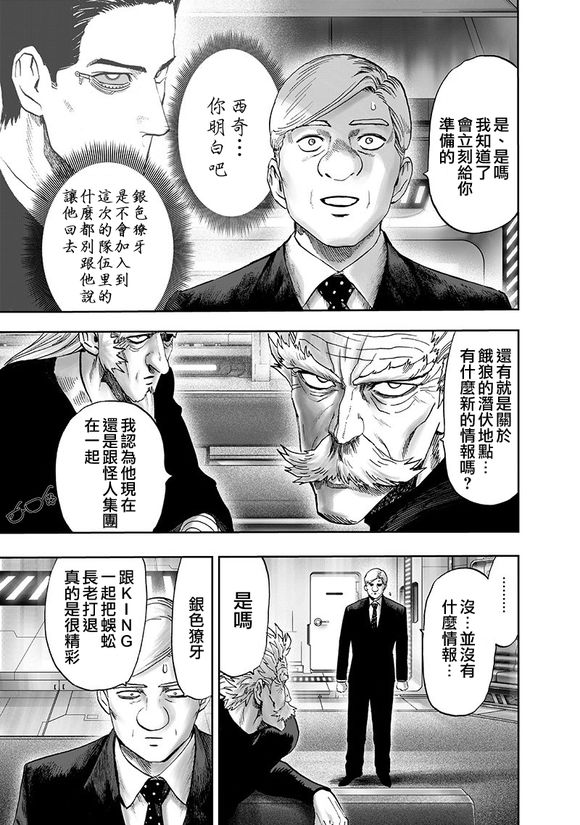 是、是嗎
我知道了
會立刻給你
準備的
西奇…
你明白吧
銀色獠牙
是不會加入到
這次的隊伍里的
什麼都別跟他說
讓他回去
還有就是關於
餓狼的潛伏地點…
有什麼新的情報嗎?
我認為他現在
還是跟怪人集團
在一起
………
沒…並沒有
什麼情報…
是嗎
銀色獠牙
跟KING
一起把蜈蚣
長老打退
真的是很精彩